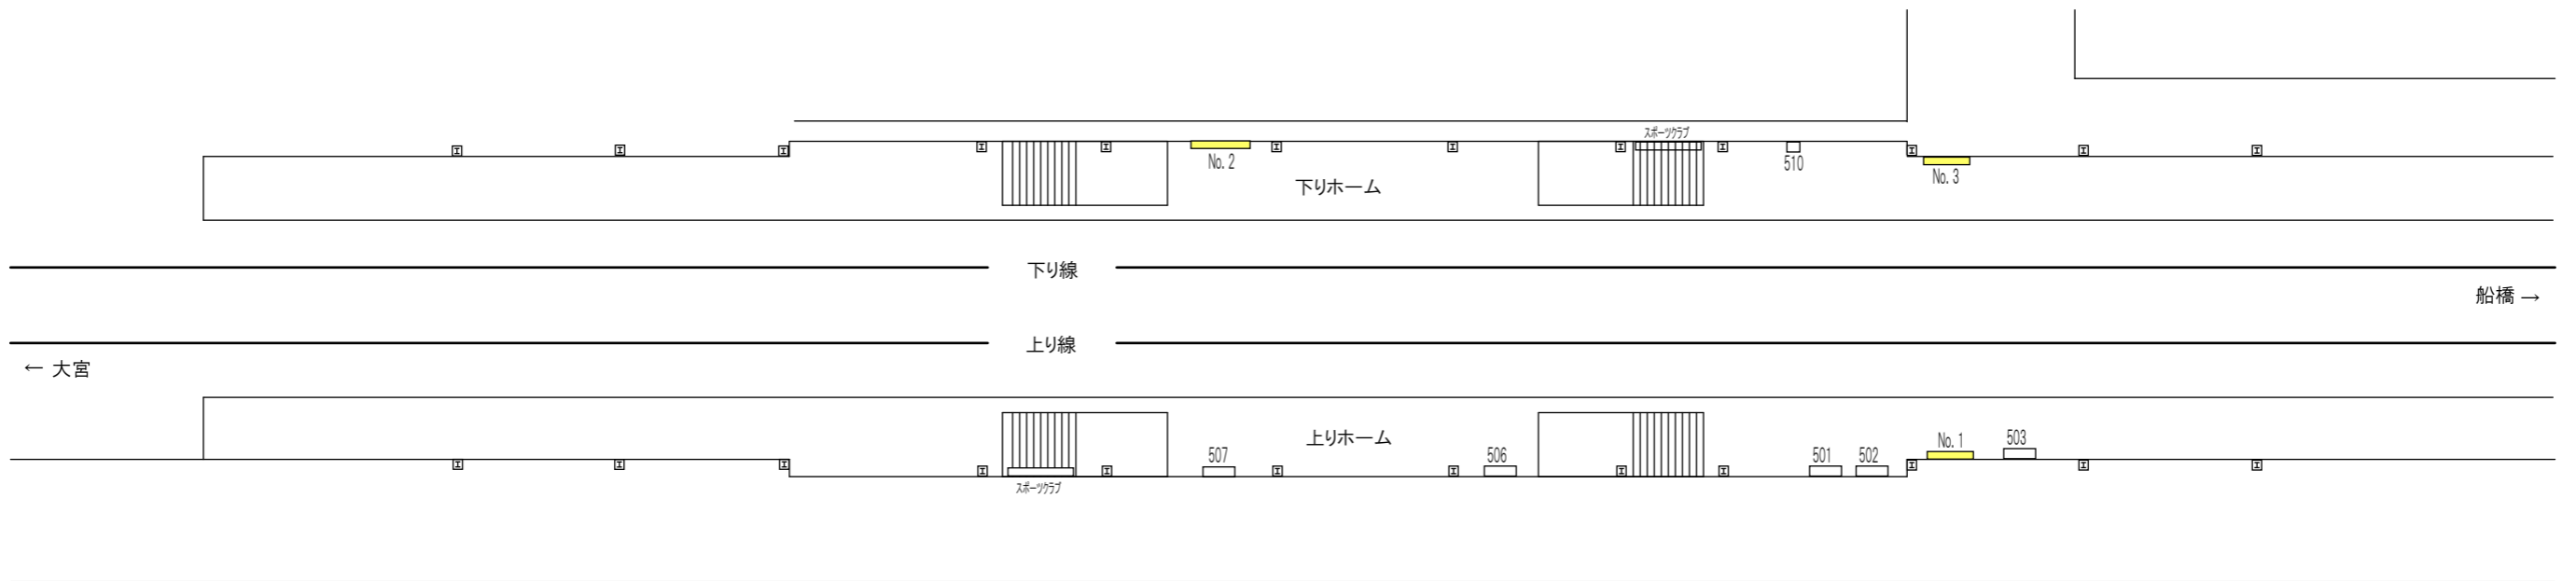 スポーツクラブ
No. 2
510
No. 3
下りホーム
下り線
船橋 →
上り線
← 大宮
上りホーム
507
506
501
502
No. 1
503
スポーツクラブ